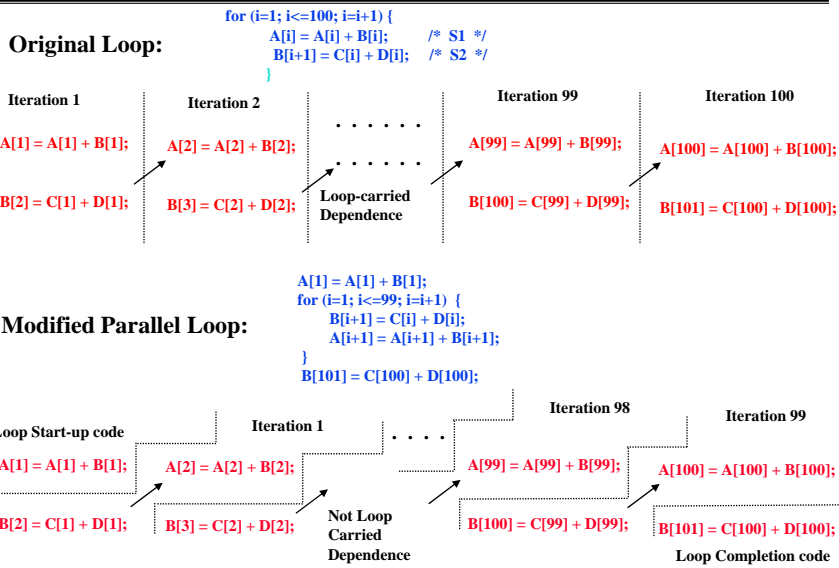 for (i=1; i<=100; i=i+1) {
Original Loop:
A[i] = A[i] + B[i]; /* S1 */
B[i+1] = C[i] + D[i]; /* S2 */
}
Iteration 1
Iteration 2
Iteration 99
Iteration 100
. . . . . .
A[1] = A[1] + B[1];
A[2] = A[2] + B[2];
A[99] = A[99] + B[99];
A[100] = A[100] + B[100];
. . . . . .
Loop-carried
Dependence
B[2] = C[1] + D[1];
B[3] = C[2] + D[2];
B[100] = C[99] + D[99];
B[101] = C[100] + D[100];
A[1] = A[1] + B[1];
for (i=1; i<=99; i=i+1) {
Modified Parallel Loop:
B[i+1] = C[i] + D[i];
A[i+1] = A[i+1] + B[i+1];
}
B[101] = C[100] + D[100];
Loop Start-up code
Iteration 1
. . . .
Iteration 98
Iteration 99
A[1] = A[1] + B[1];
A[2] = A[2] + B[2];
A[99] = A[99] + B[99];
A[100] = A[100] + B[100];
B[2] = C[1] + D[1];
B[3] = C[2] + D[2];
Not Loop
Carried
Dependence
B[100] = C[99] + D[99];
B[101] = C[100] + D[100];
Loop Completion code